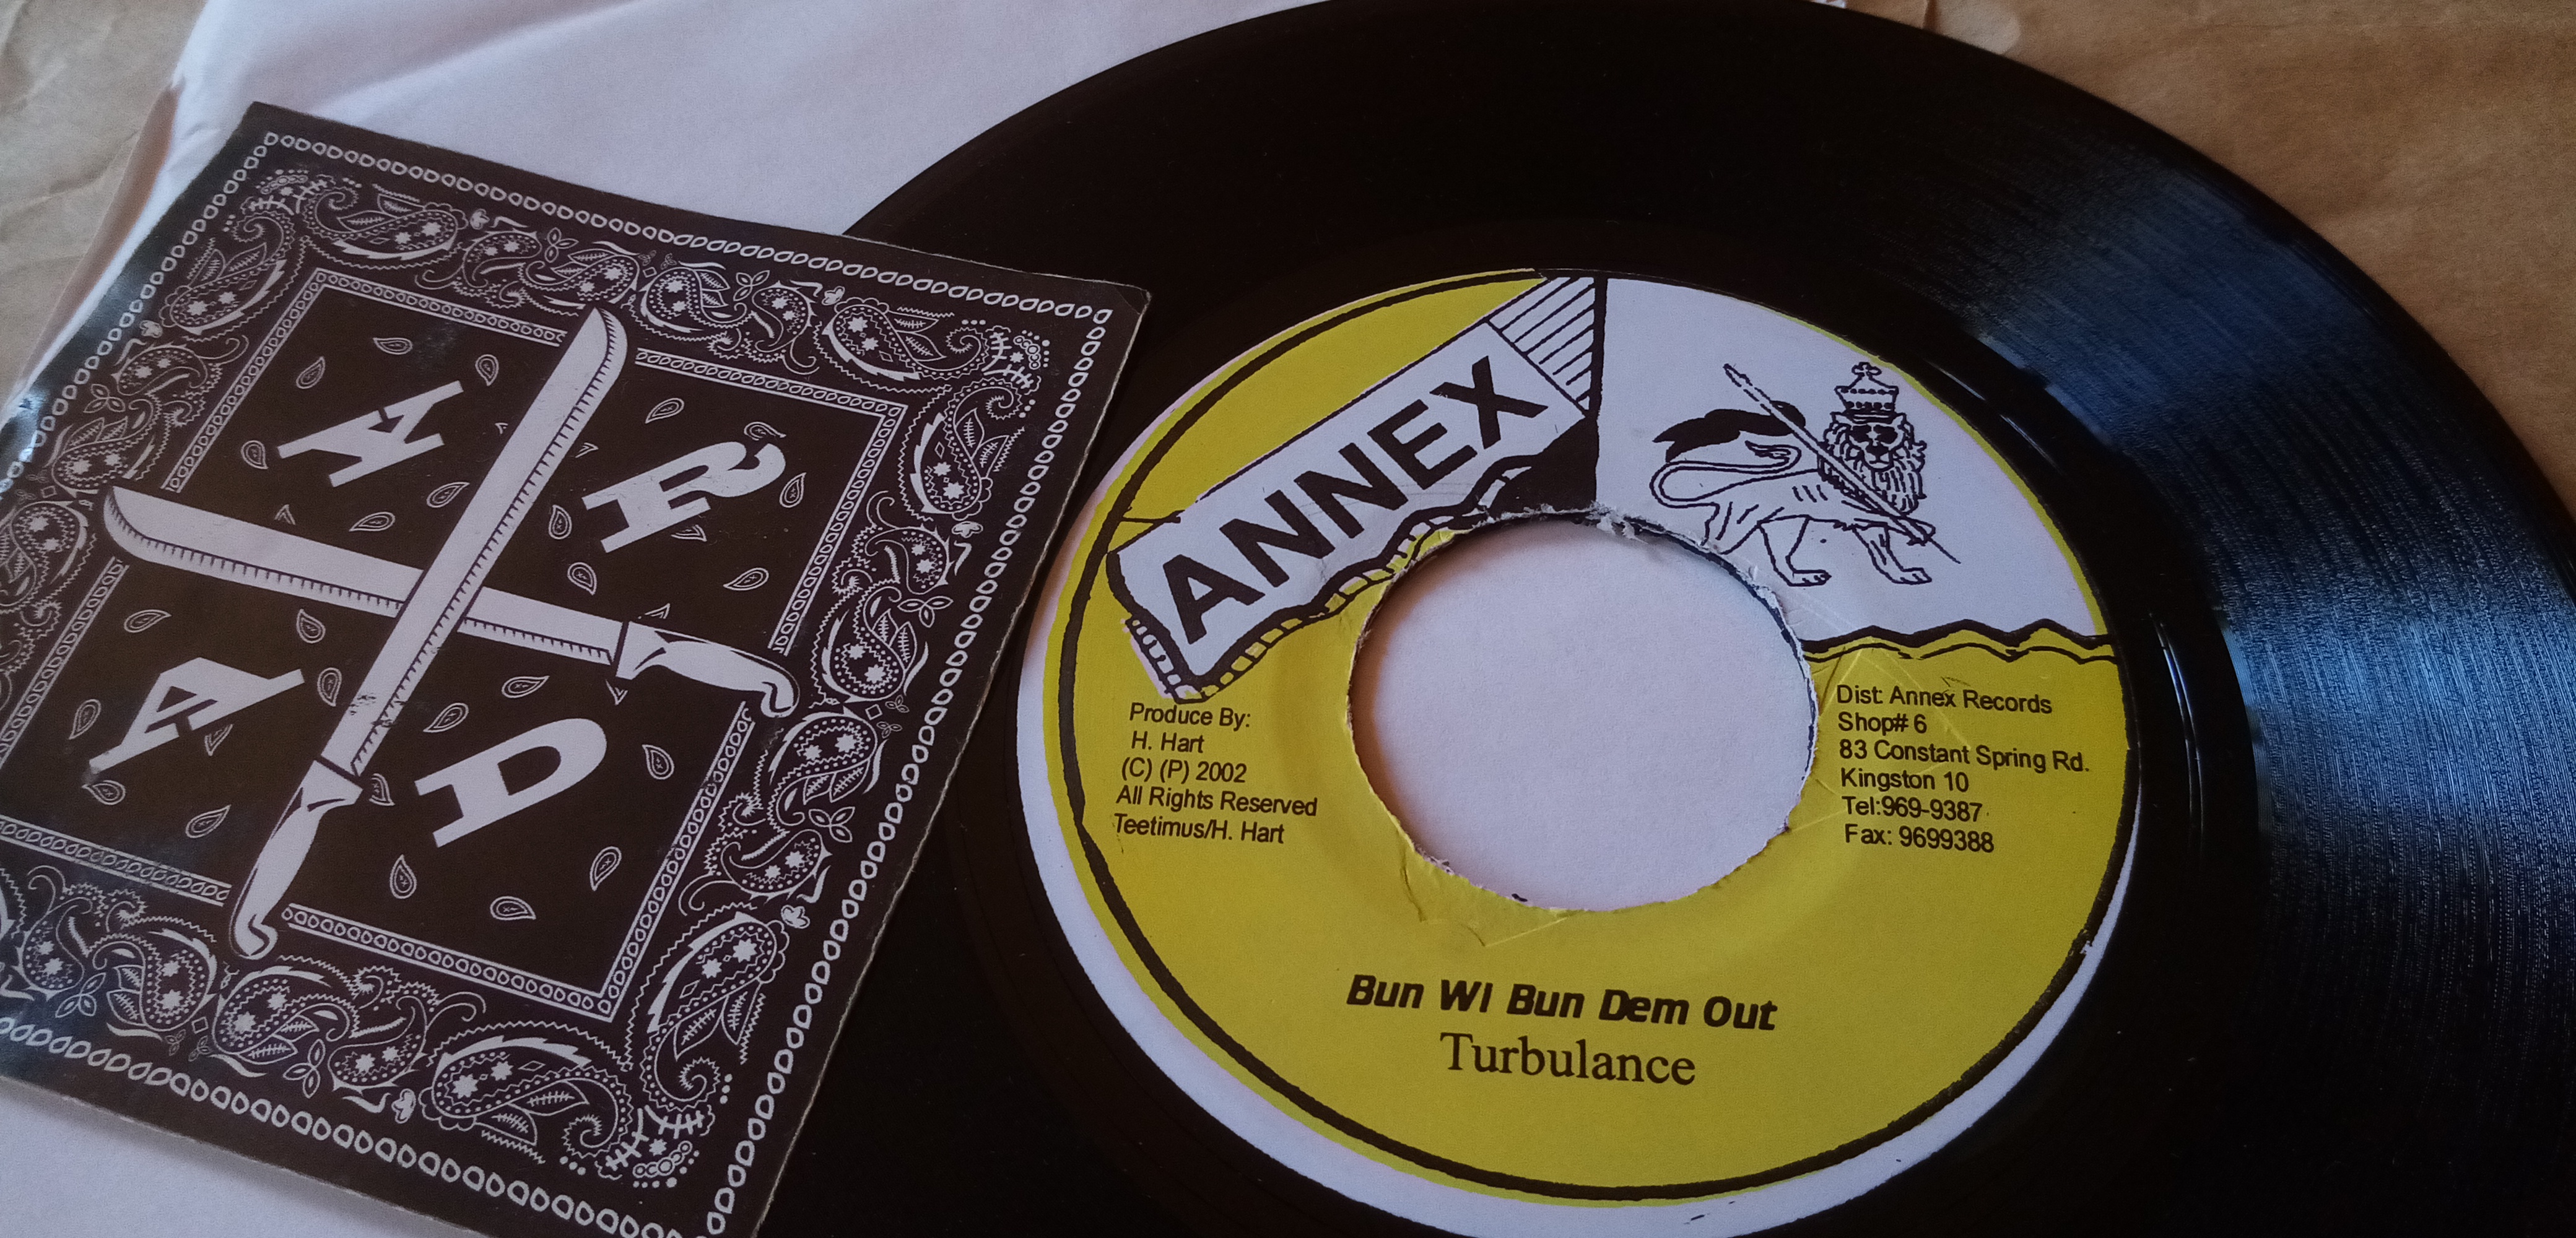 A R
A D
ANNEX
Produce By:
H. Hart
(C) (P) 2002
All Rights Reserved
Teetimus/H. Hart
Dist: Annex Records
Shop# 6
83 Constant Spring Rd.
Kingston 10
Tel:969-9387
Fax: 9699388
Bun WI Bun Dem Out
Turbulance